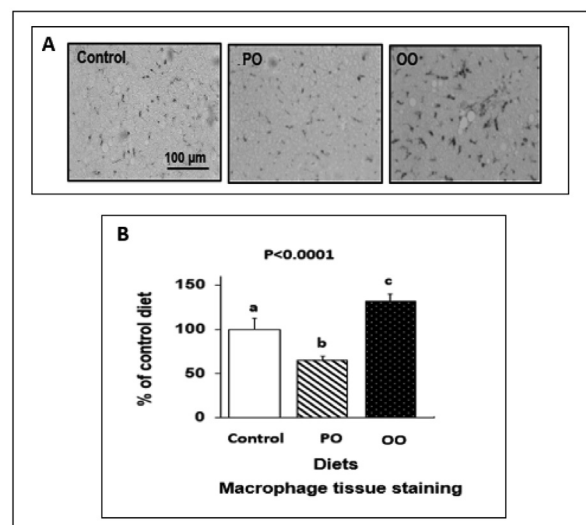 A
Control
PO
OO
100 µm
B
P<0.0001
% of control diet
150
100
50
0
a
b
c
Control PO OO
Diets
Macrophage tissue staining